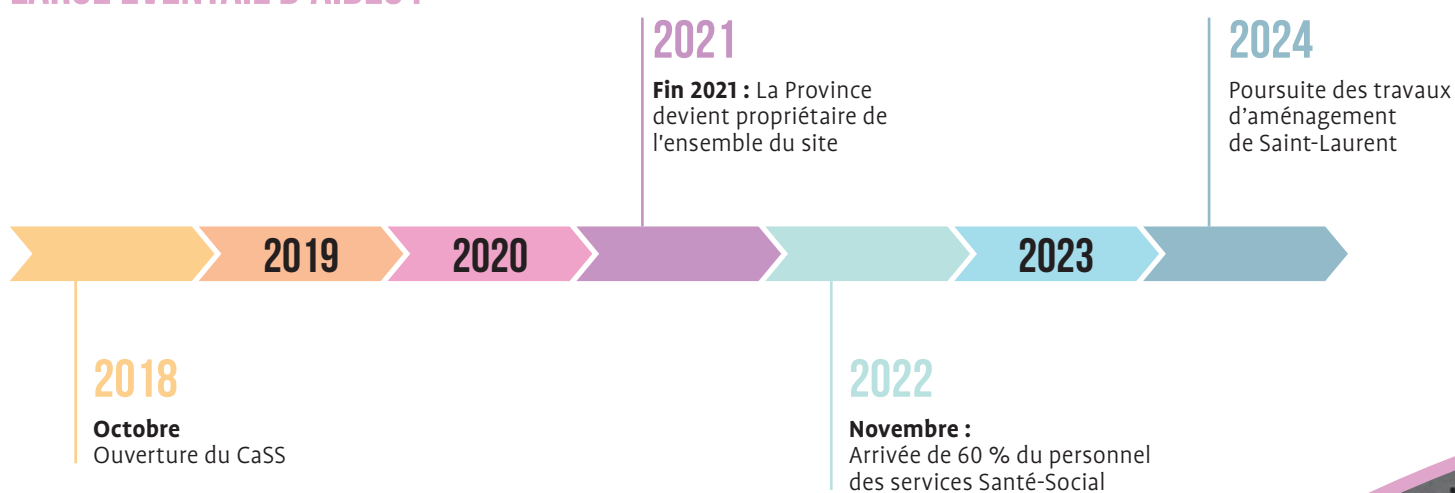 2021
Fin 2021 : La Province
devient propriétaire de
l'ensemble du site
2024
Poursuite des travaux
d’aménagement
de Saint-Laurent
2019
2020
2023
2018
Octobre
Ouverture du CaSS
2022
Novembre :
Arrivée de 60 % du personnel
des services Santé-Social